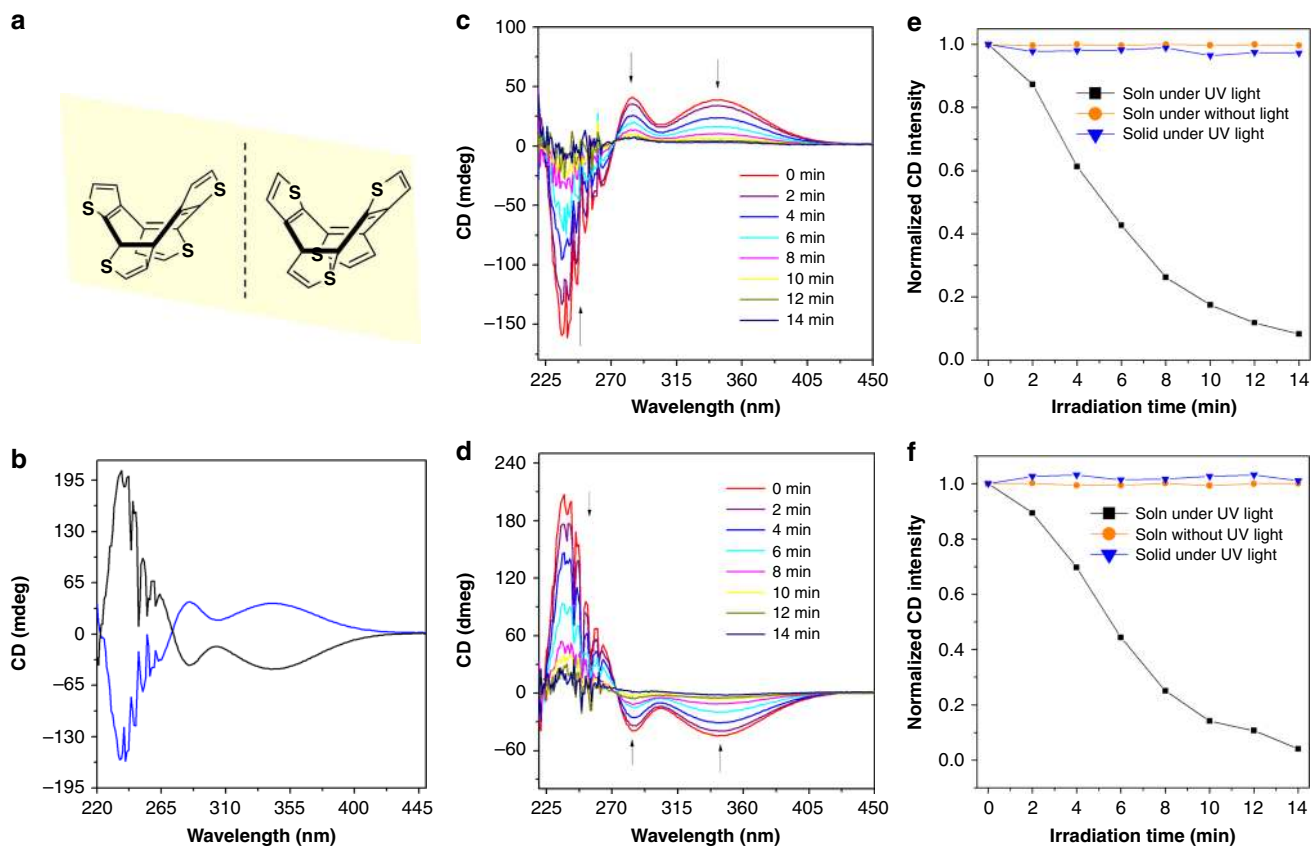 a
S
S
S
S
S
S
b
195
130
65
0
−65
−130
−195
CD (mdeg)
220 265 310 355 400 445
Wavelength (nm)
c
100
50
0
−50
−100
−150
CD (mdeg)
0 min
2 min
4 min
6 min
8 min
10 min
12 min
14 min
225 270 315 360 405 450
Wavelength (nm)
d
240
180
120
60
0
−60
CD (dmeg)
0 min
2 min
4 min
6 min
8 min
10 min
12 min
14 min
225 270 315 360 405 450
Wavelength (nm)
e
1.0
0.8
0.6
0.4
0.2
0.0
Normalized CD intensity
Soln under UV light
Soln under without light
Solid under UV light
0 2 4 6 8 10 12 14
Irradiation time (min)
f
1.0
0.8
0.6
0.4
0.2
0.0
Normalized CD intensity
Soln under UV light
Soln without UV light
Solid under UV light
0 2 4 6 8 10 12 14
Irradiation time (min)